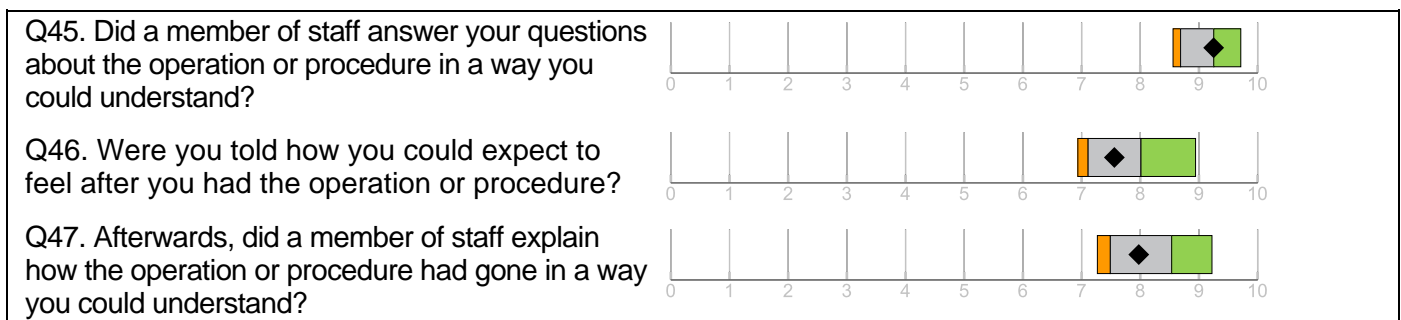 Q45. Did a member of staff answer your questions
about the operation or procedure in a way you
could understand?
0 1 2 3 4 5 6 7 8 9 10
Q46. Were you told how you could expect to
feel after you had the operation or procedure?
0 1 2 3 4 5 6 7 8 9 10
Q47. Afterwards, did a member of staff explain
how the operation or procedure had gone in a way
you could understand?
0 1 2 3 4 5 6 7 8 9 10